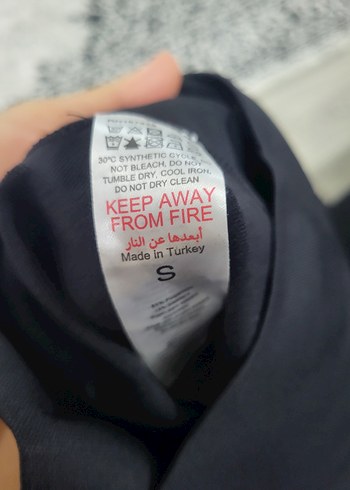 30°C SYNTHETIC CYCLE
NOT BLEACH, DO NOT
TUMBLE DRY, COOL IRON,
DO NOT DRY CLEAN
KEEP AWAY
FROM FIRE
أبعدها عن النار
Made in Turkey
S